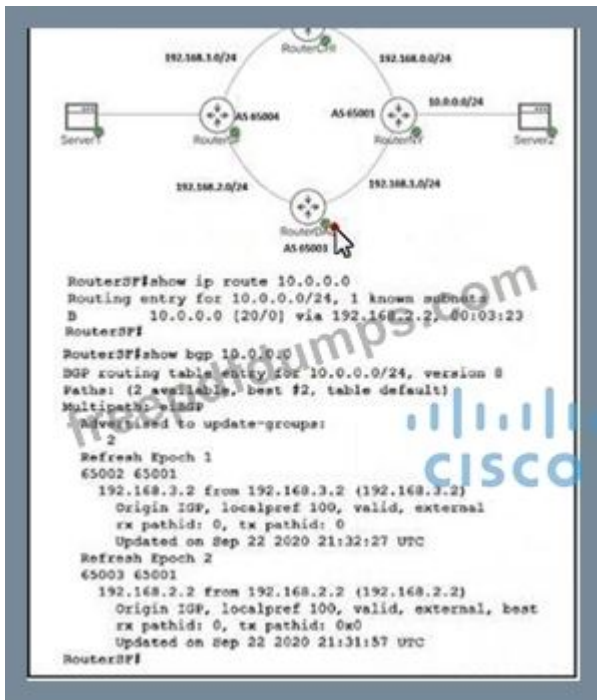 RouterCHI
192.168.3.0/24
192.168.0.0/24
AS 65004
AS 65001
10.0.0.0/24
Server1
RouterSF
RouterNY
Server2
192.168.2.0/24
192.168.1.0/24
AS 65003
RouterSF#show ip route 10.0.0.0
Routing entry for 10.0.0.0/24, 1 known subnets
B 10.0.0.0 [20/0] via 192.168.2.2, 00:03:23
RouterSF#
RouterSF#show bgp 10.0.0.0
BGP routing table entry for 10.0.0.0/24, version 8
Paths: (2 available, best #2, table default)
Multipath: eBGP
Advertised to update-groups:
2
Refresh Epoch 1
65002 65001
192.168.3.2 from 192.168.3.2 (192.168.3.2)
Origin IGP, localpref 100, valid, external
rx pathid: 0, tx pathid: 0
Updated on Sep 22 2020 21:32:27 UTC
Refresh Epoch 2
65003 65001
192.168.2.2 from 192.168.2.2 (192.168.2.2)
Origin IGP, localpref 100, valid, external, best
rx pathid: 0, tx pathid: 0x0
Updated on Sep 22 2020 21:31:57 UTC
RouterSF#
freendidumps.com
CISCO